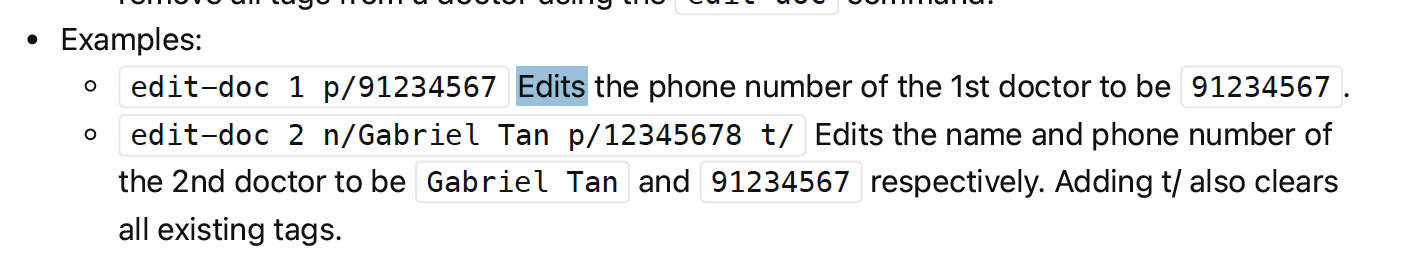 remove all tags from a doctor using the edit-doc command.
• Examples:
◦ edit-doc 1 p/91234567 Edits the phone number of the 1st doctor to be 91234567.
◦ edit-doc 2 n/Gabriel Tan p/12345678 t/ Edits the name and phone number of
the 2nd doctor to be Gabriel Tan and 91234567 respectively. Adding t/ also clears
all existing tags.